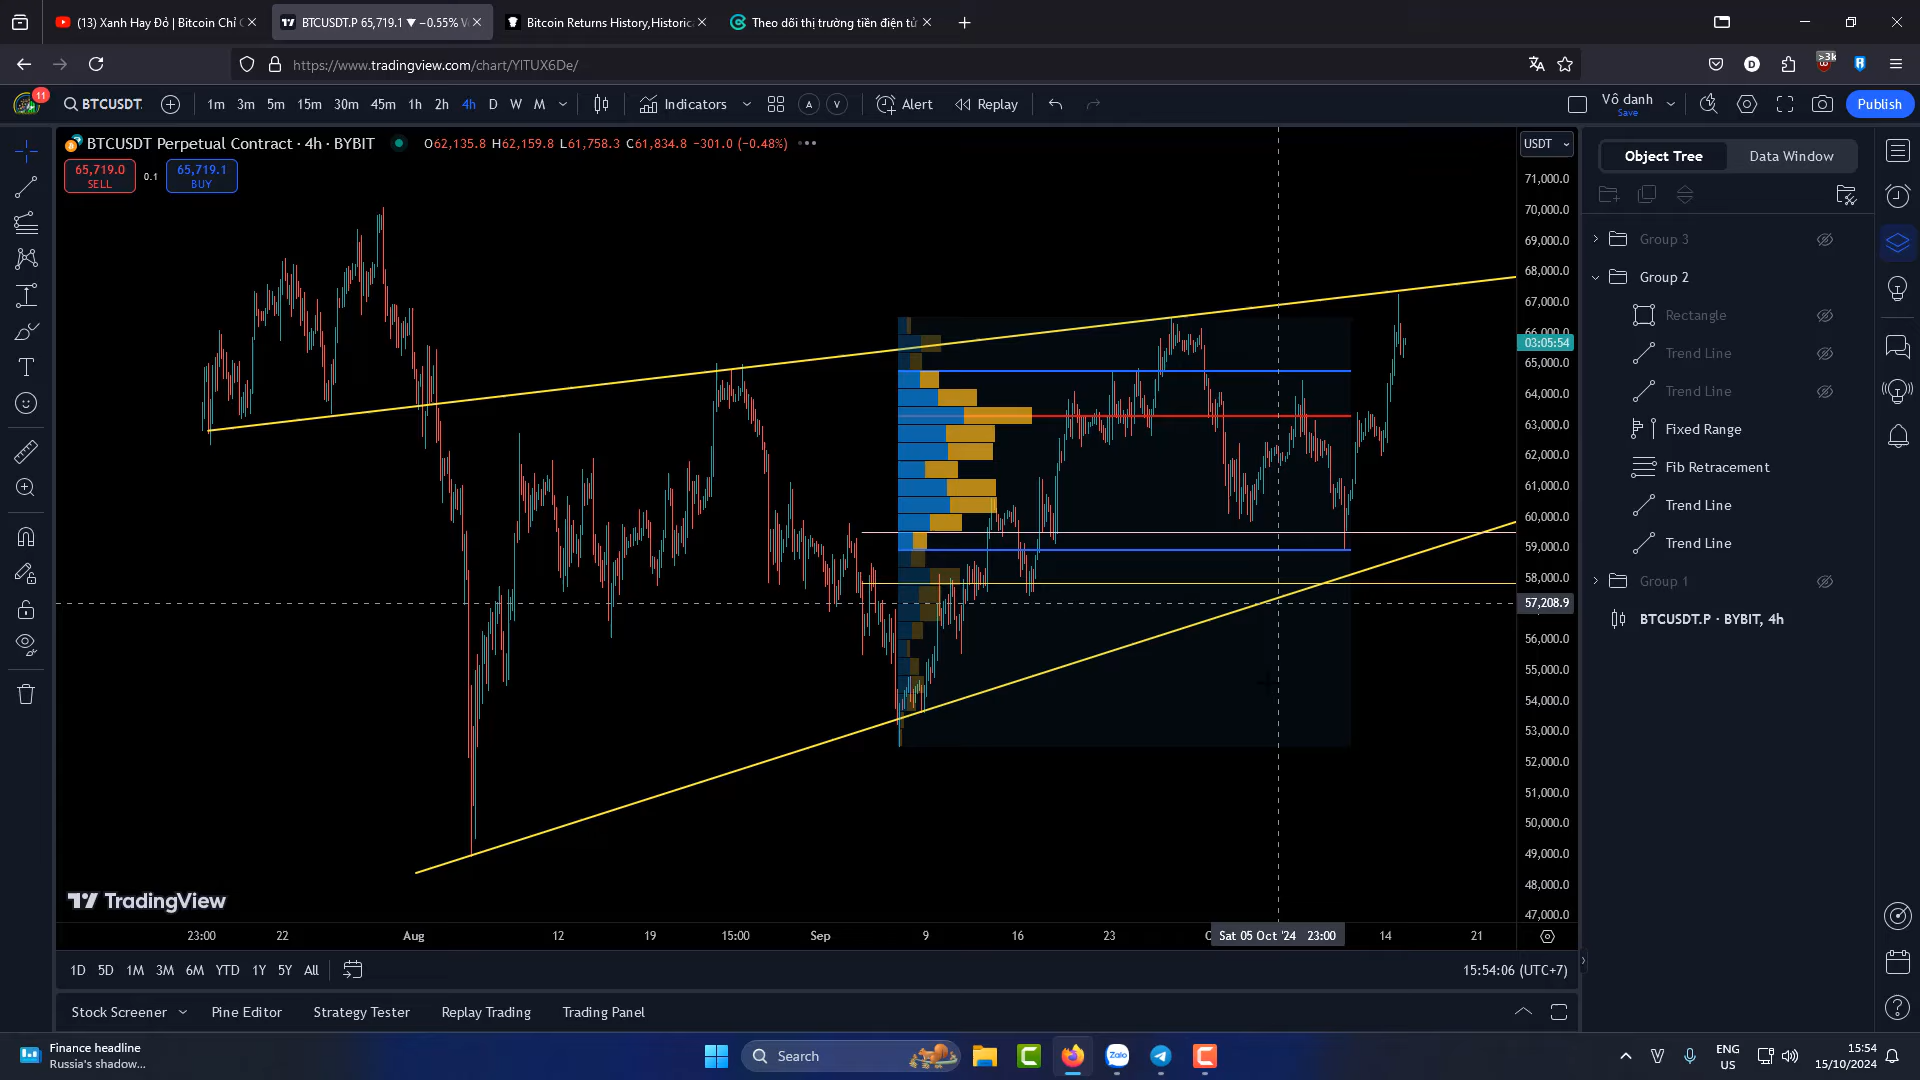 (13) Xanh Hay Đỏ | Bitcoin Chỉ C
BTCUSDT.P 65,719.1 ▼ −0.55% V
Bitcoin Returns History,Historica
Theo dõi thị trường tiền điện tử
https://www.tradingview.com/chart/YITUX6De/
>3k
11
BTCUSDT.
1m 3m 5m 15m 30m 45m 1h 2h 4h D W M
Indicators
A V
Alert
Replay
Vô danh
Save
Publish
BTCUSDT Perpetual Contract · 4h · BYBIT
O62,135.8 H62,159.8 L61,758.3 C61,834.8 −301.0 (−0.48%)
65,719.0
SELL
0.1
65,719.1
BUY
USDT
71,000.0
70,000.0
69,000.0
68,000.0
67,000.0
66,000.0
03:05:54
65,000.0
64,000.0
63,000.0
62,000.0
61,000.0
60,000.0
59,000.0
58,000.0
57,208.9
56,000.0
55,000.0
54,000.0
53,000.0
52,000.0
51,000.0
50,000.0
49,000.0
48,000.0
47,000.0
Object Tree
Data Window
Group 3
Group 2
Rectangle
Trend Line
Trend Line
Fixed Range
Fib Retracement
Trend Line
Trend Line
Group 1
BTCUSDT.P · BYBIT, 4h
TradingView
23:00 22 Aug 12 19 15:00 Sep 9 16 23 Sat 05 Oct '24 23:00 14 21
1D 5D 1M 3M 6M YTD 1Y 5Y All
15:54:06 (UTC+7)
Stock Screener
Pine Editor
Strategy Tester
Replay Trading
Trading Panel
Finance headline
Russia's shadow...
Search
Zalo
ENG
US
15:54
15/10/2024